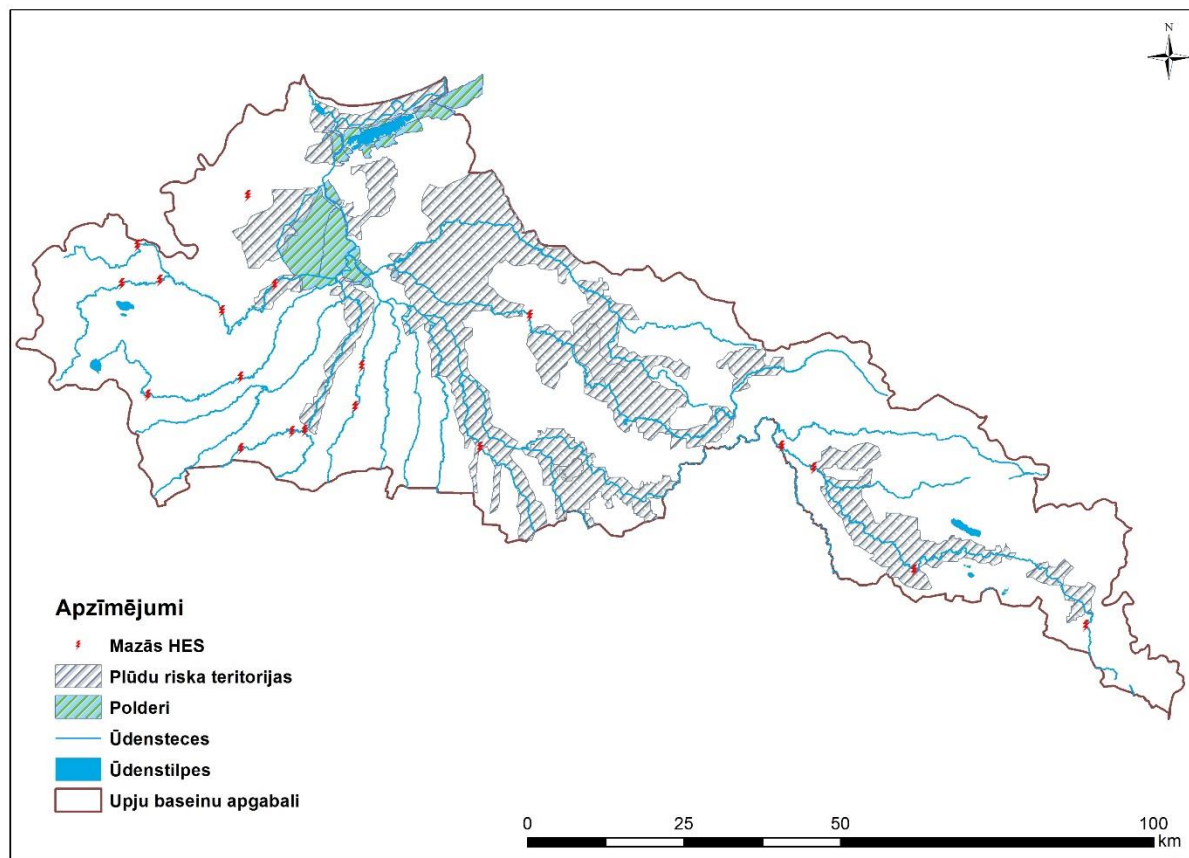 N
Apzīmējumi
Mazās HES
Plūdu riska teritorijas
Polderi
Ūdensteces
Ūdenstilpes
Upju baseinu apgabali
0 25 50 100
km